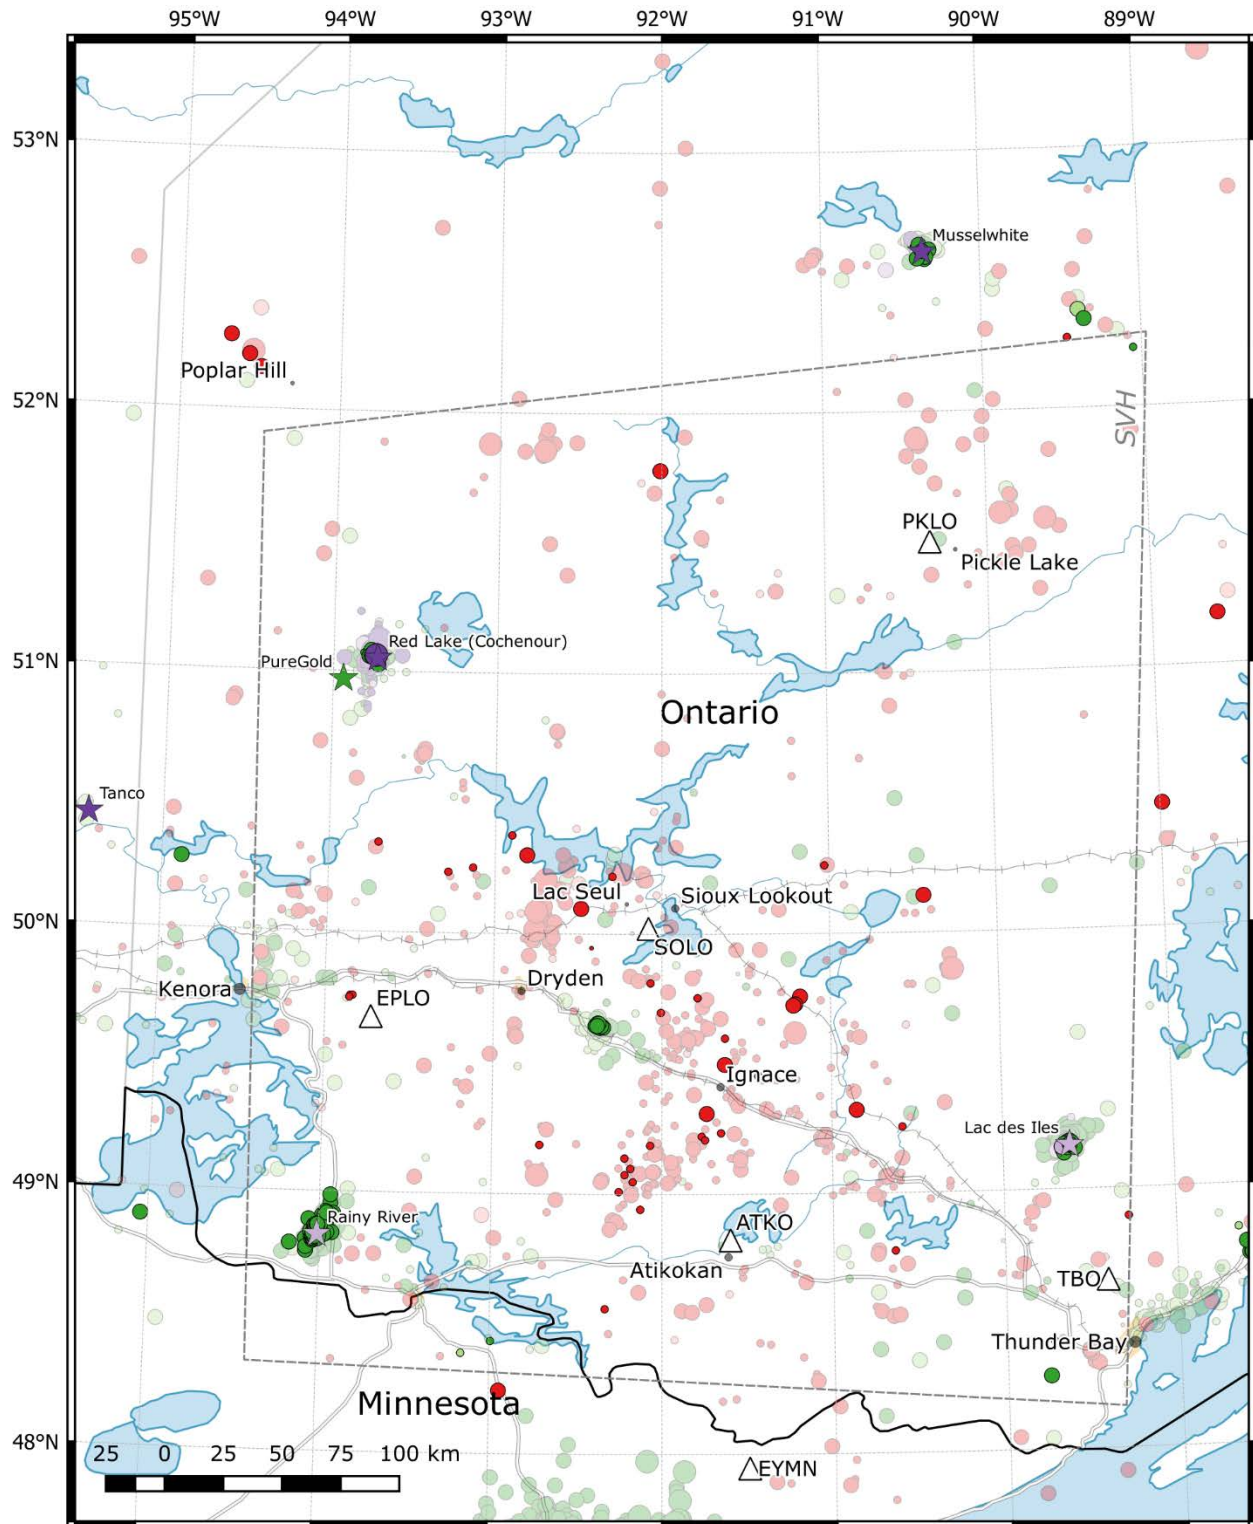 95°W 94°W 93°W 92°W 91°W 90°W 89°W
53°N
Musselwhite
Poplar Hill
52°N
SVH
PKLO
Pickle Lake
Red Lake (Cochenour)
51°N
PureGold
Ontario
Tanco
Lac Seul
Sioux Lookout
50°N
SOLO
Dryden
Kenora
EPLO
Ignace
Lac des Iles
49°N
Rainy River
ATKO
Atikokan
TBO
Thunder Bay
Minnesota
48°N
25 0 25 50 75 100 km
EYMN